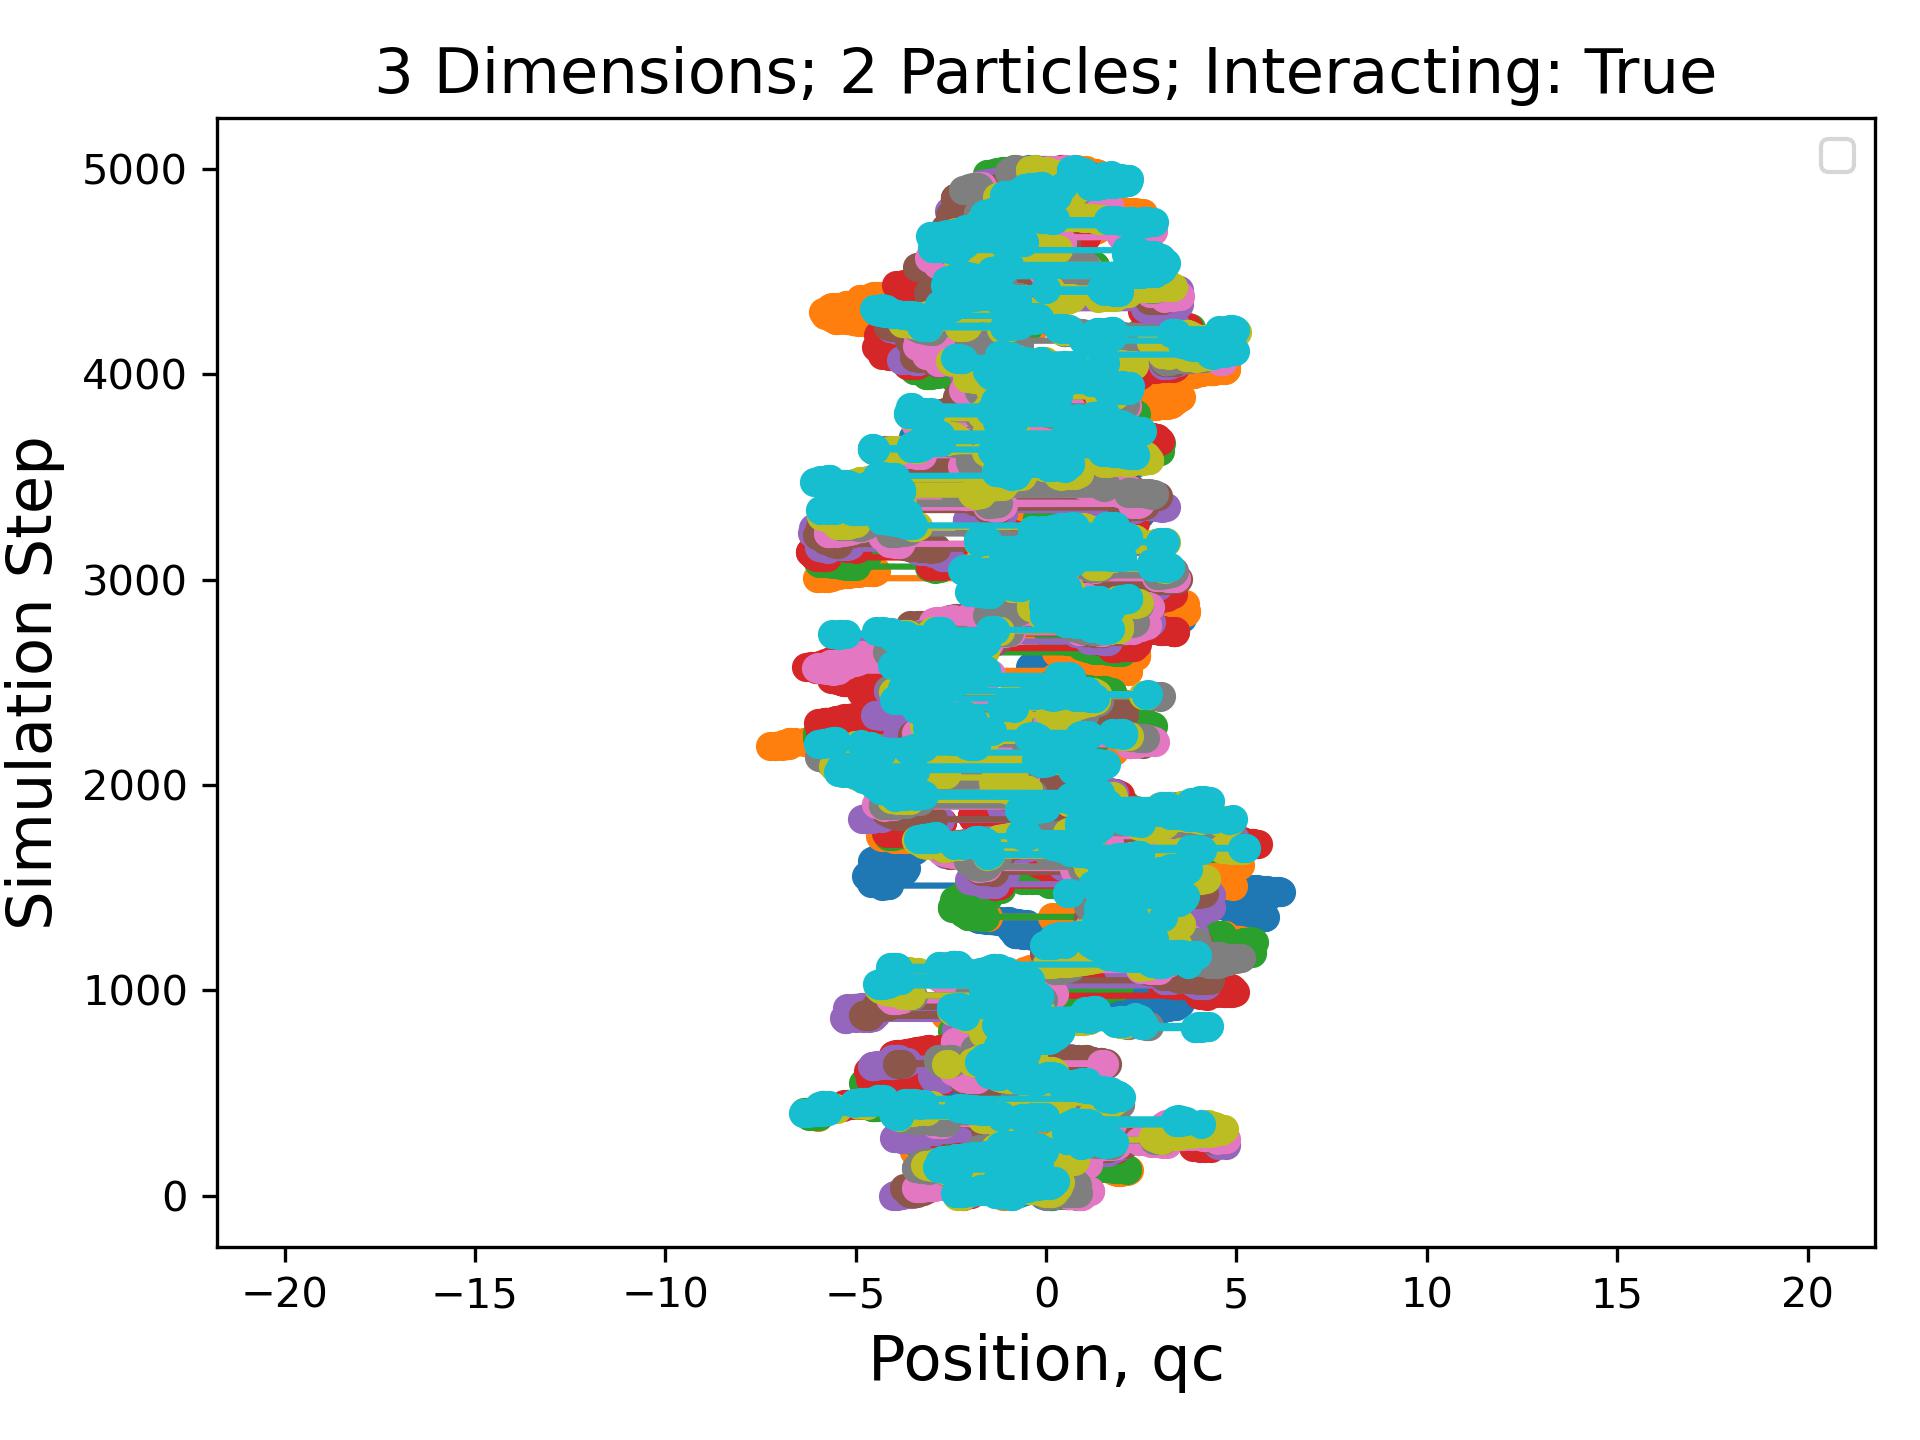 3 Dimensions; 2 Particles; Interacting: True
Simulation Step
5000
4000
3000
2000
1000
0
−20 −15 −10 −5 0 5 10 15 20
Position, qc